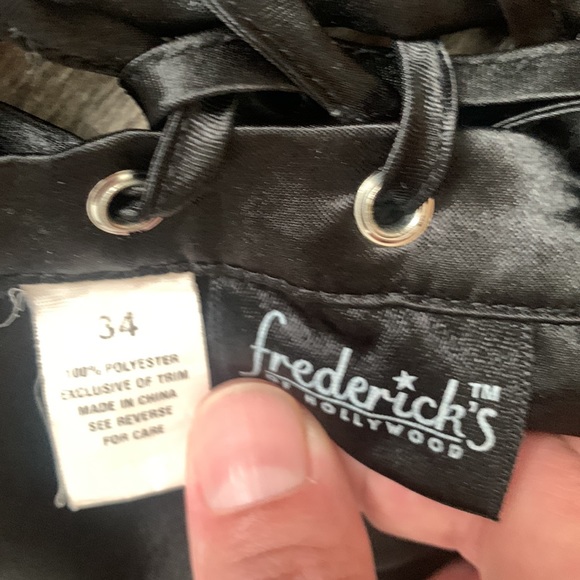 34
100% POLYESTER
EXCLUSIVE OF TRIM
MADE IN CHINA
SEE REVERSE
FOR CARE
frederick's™
OF HOLLYWOOD